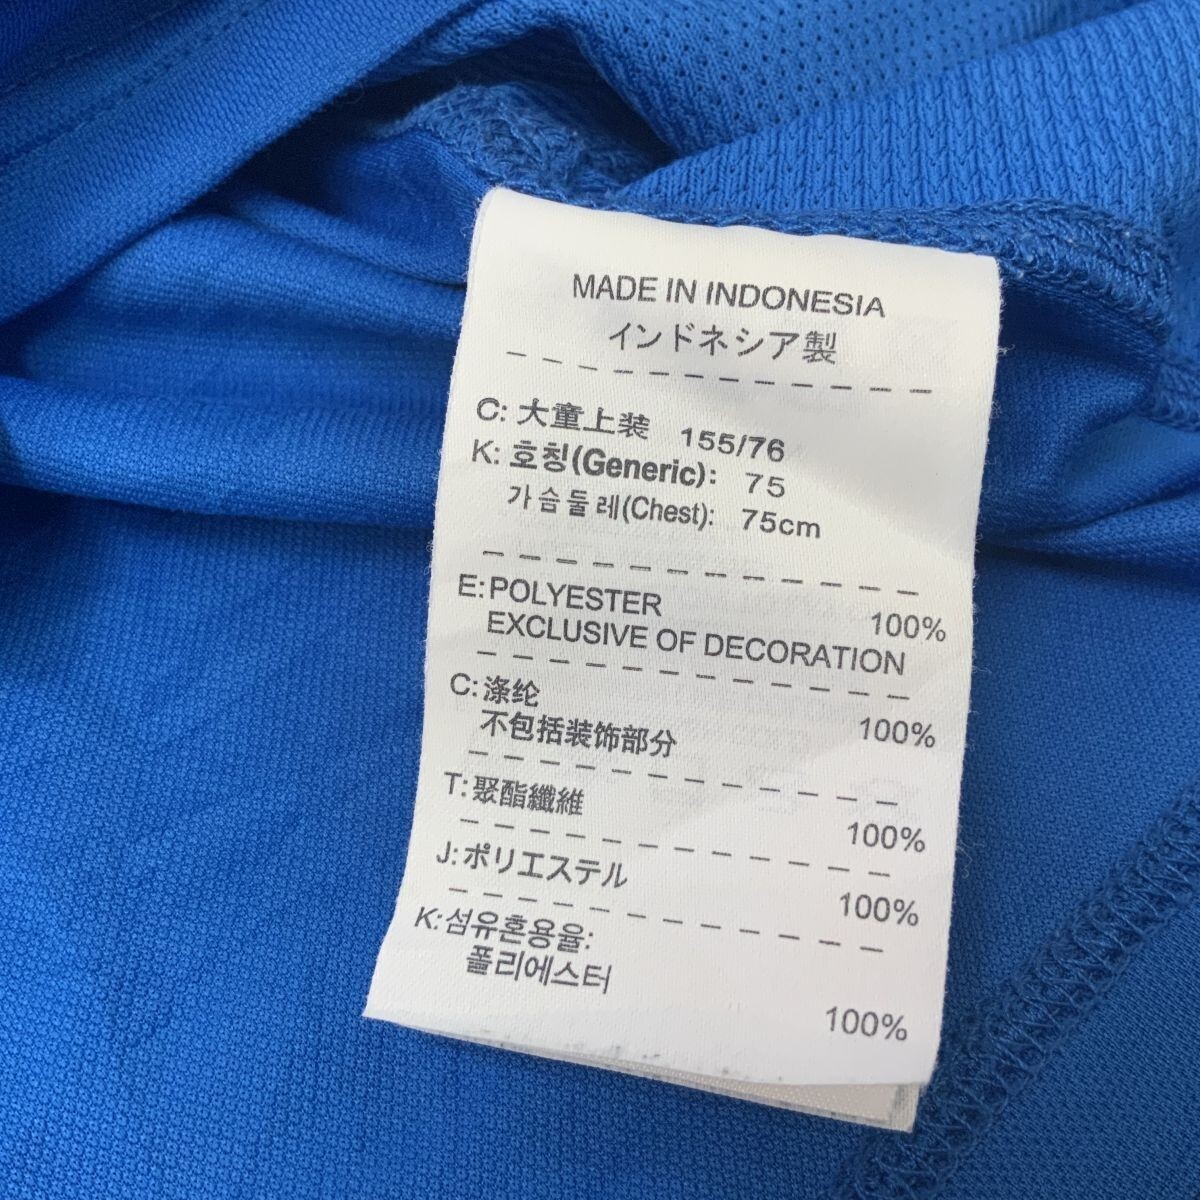 MADE IN INDONESIA
インドネシア製
C: 大童上装 155/76
K: 호칭(Generic): 75
가슴둘레(Chest): 75cm
E: POLYESTER 100%
EXCLUSIVE OF DECORATION
C: 涤纶 100%
不包括装饰部分
T: 聚酯纖維 100%
J: ポリエステル 100%
K: 섬유혼용율:
폴리에스터 100%